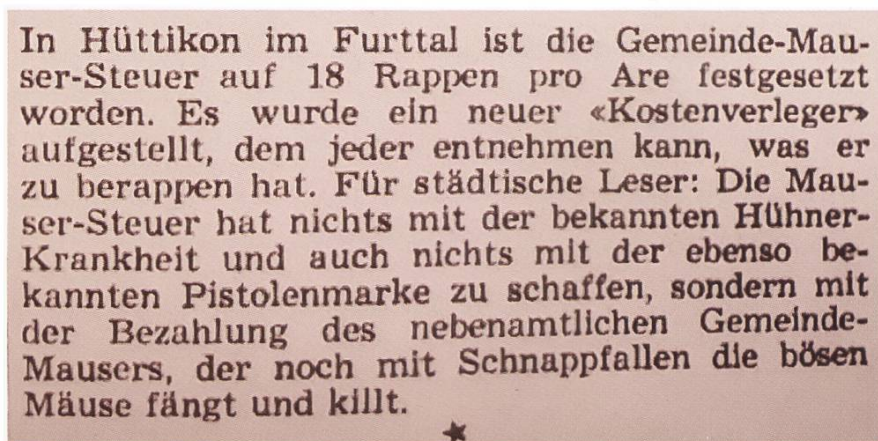 In Hüttikon im Furttal ist die Gemeinde-Mau-
ser-Steuer auf 18 Rappen pro Are festgesetzt
worden. Es wurde ein neuer «Kostenverleger»
aufgestellt, dem jeder entnehmen kann, was er
zu berappen hat. Für städtische Leser: Die Mau-
ser-Steuer hat nichts mit der bekannten Hühner-
Krankheit und auch nichts mit der ebenso be-
kannten Pistolenmarke zu schaffen, sondern mit
der Bezahlung des nebenamtlichen Gemeinde-
Mausers, der noch mit Schnappfallen die bösen
Mäuse fängt und killt.